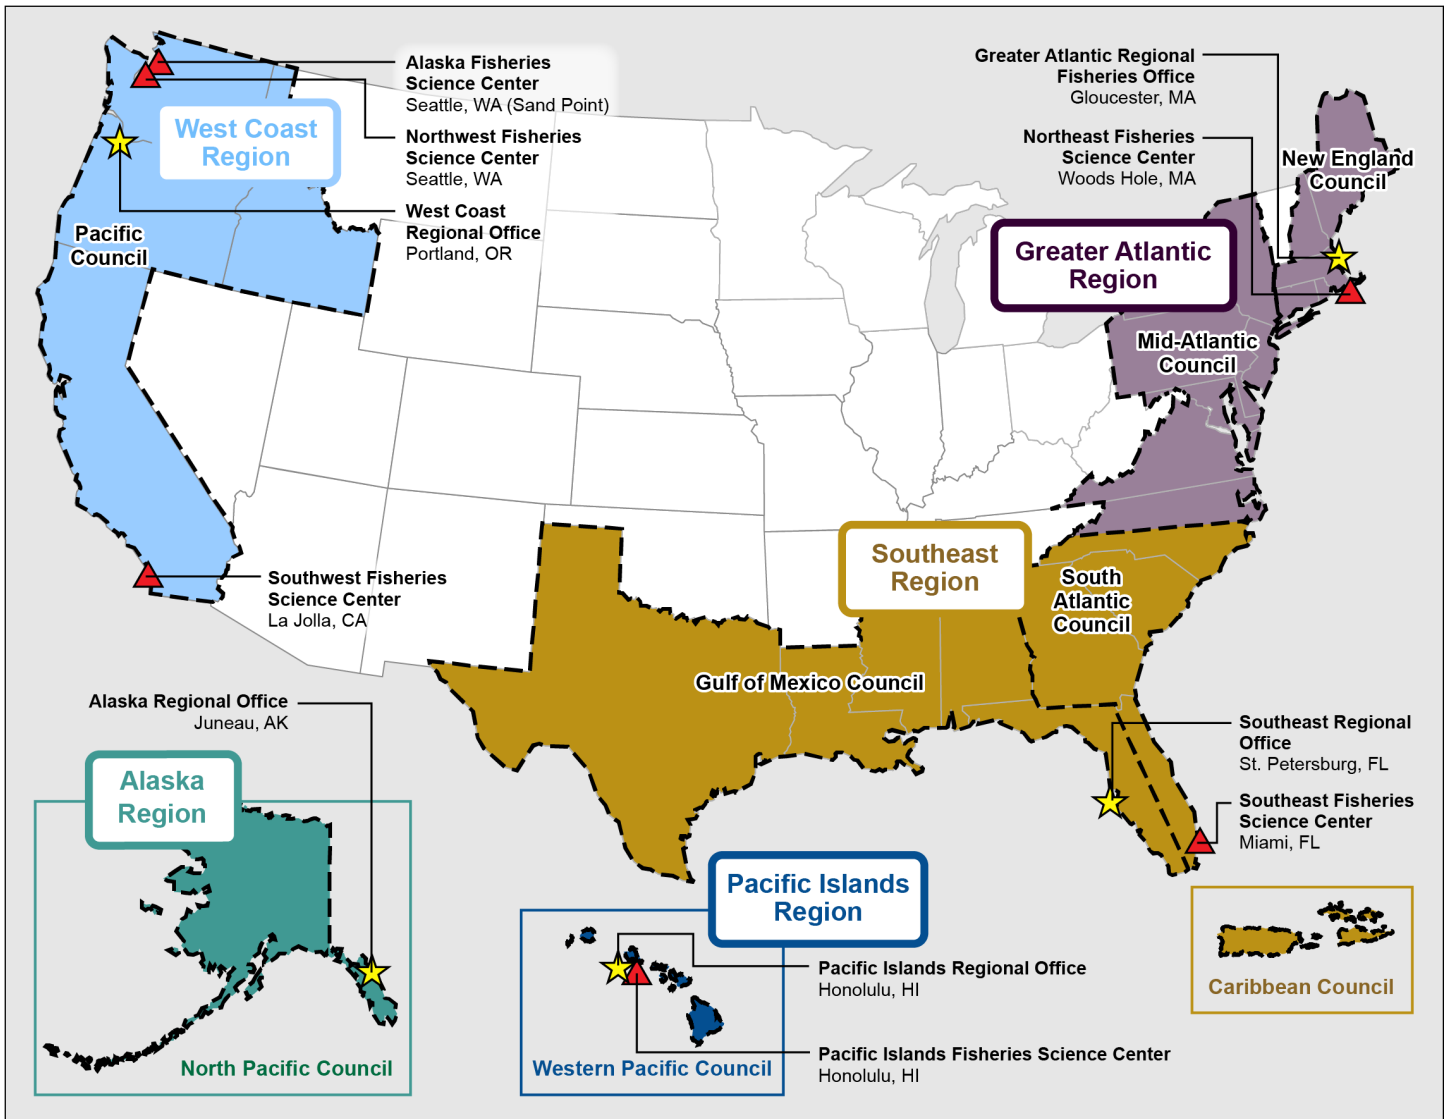 Alaska Fisheries
Science Center
Seattle, WA (Sand Point)
Northwest Fisheries
Science Center
Seattle, WA
West Coast
Regional Office
Portland, OR
West Coast
Region
Pacific
Council
Greater Atlantic Regional
Fisheries Office
Gloucester, MA
Northeast Fisheries
Science Center
Woods Hole, MA
New England
Council
Greater Atlantic
Region
Mid-Atlantic
Council
Southeast
Region
South
Atlantic
Council
Southwest Fisheries
Science Center
La Jolla, CA
Gulf of Mexico Council
Alaska Regional Office
Juneau, AK
Southeast Regional
Office
St. Petersburg, FL
Southeast Fisheries
Science Center
Miami, FL
Alaska
Region
North Pacific Council
Pacific Islands
Region
Pacific Islands Regional Office
Honolulu, HI
Pacific Islands Fisheries Science Center
Honolulu, HI
Western Pacific Council
Caribbean Council